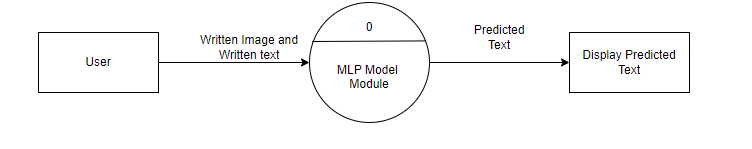 User
Written Image and
Written text
0
MLP Model
Module
Predicted
Text
Display Predicted
Text